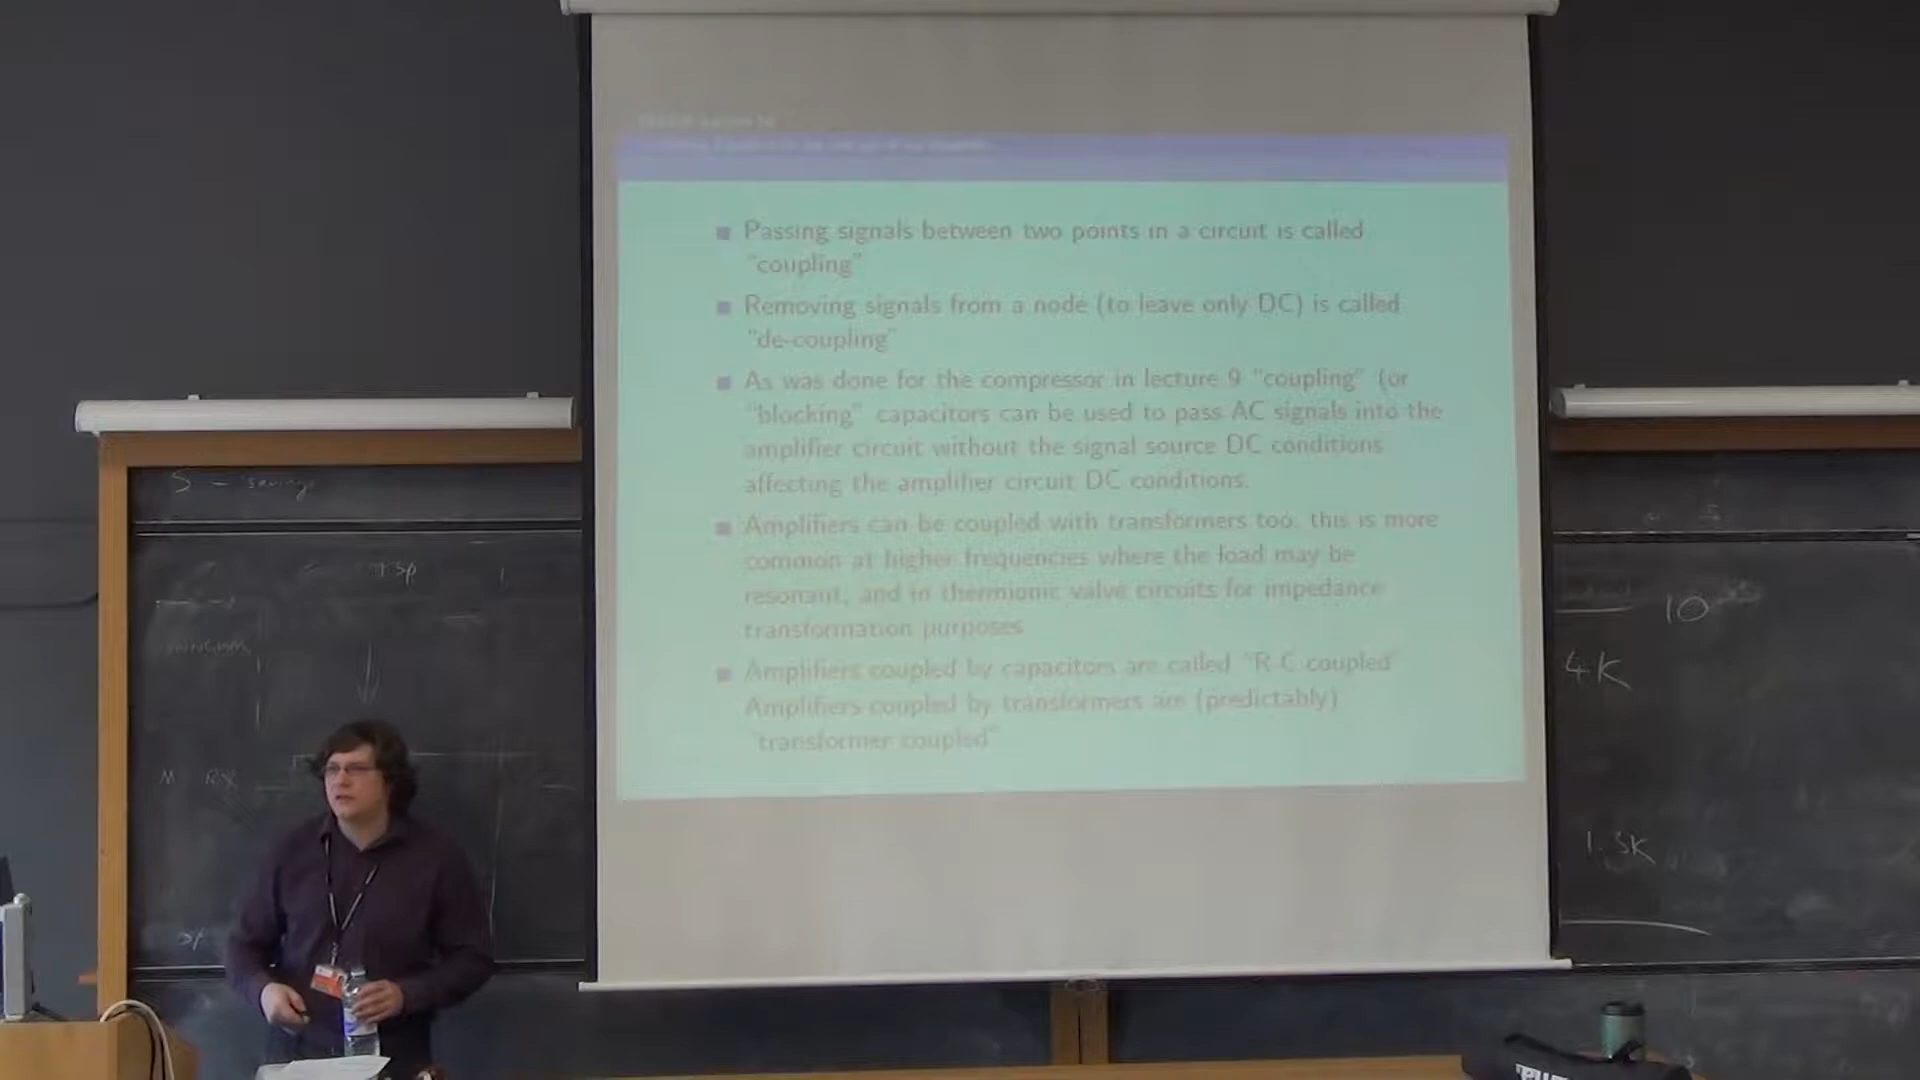 Passing signals between two points in a circuit is called
"coupling"
Removing signals from a node (to leave only DC) is called
"de-coupling"
As was done for the compressor in lecture 9 "coupling" (or
"blocking" capacitors can be used to pass AC signals into the
amplifier circuit without the signal source DC conditions
affecting the amplifier circuit DC conditions.
Amplifiers can be coupled with transformers too, this is more
common at higher frequencies where the load may be
resonant, and in thermionic valve circuits for impedance
transformation purposes
Amplifiers coupled by capacitors are called "R-C coupled"
Amplifiers coupled by transformers are (predictably)
"transformer coupled"
S - savings
10
4K
1.5K